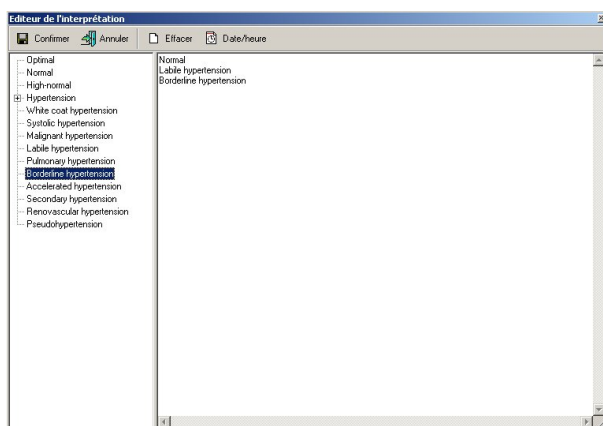 Editeur de l'interprétation
Confirmer Annuler Effacer Date/heure
Optimal
Normal
High-normal
Hypertension
White coat hypertension
Systolic hypertension
Malignant hypertension
Labile hypertension
Pulmonary hypertension
Borderline hypertension
Accelerated hypertension
Secondary hypertension
Renovascular hypertension
Pseudohypertension
Normal
Labile hypertension
Borderline hypertension